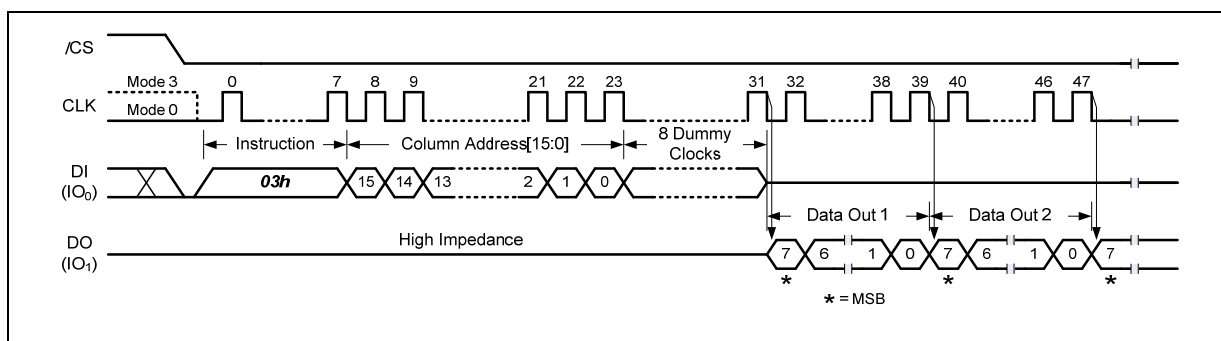 /CS
Mode 3 0 7 8 9 21 22 23 31 32 38 39 40 46 47
CLK
Mode 0
Instruction Column Address[15:0] 8 Dummy
Clocks
DI
(IO0)
03h 15 14 13 2 1 0
Data Out 1 Data Out 2
DO
(IO1)
High Impedance
7 6 1 0 7 6 1 0 7
* * *
* = MSB